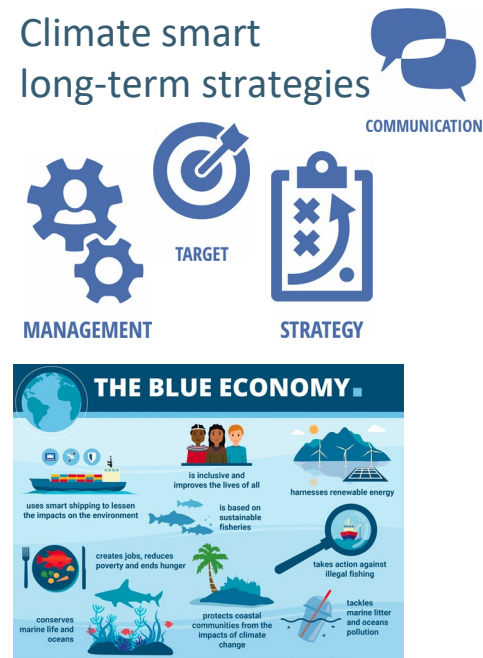 Climate smart
long-term strategies
COMMUNICATION
TARGET
MANAGEMENT
STRATEGY
THE BLUE ECONOMY
is inclusive and
improves the lives of all
harnesses renewable energy
uses smart shipping to lessen
the impacts on the environment
is based on
sustainable
fisheries
takes action against
illegal fishing
creates jobs, reduces
poverty and ends hunger
conserves
marine life and
oceans
protects coastal
communities from the
impacts of climate
change
tackles
marine litter
and oceans
pollution